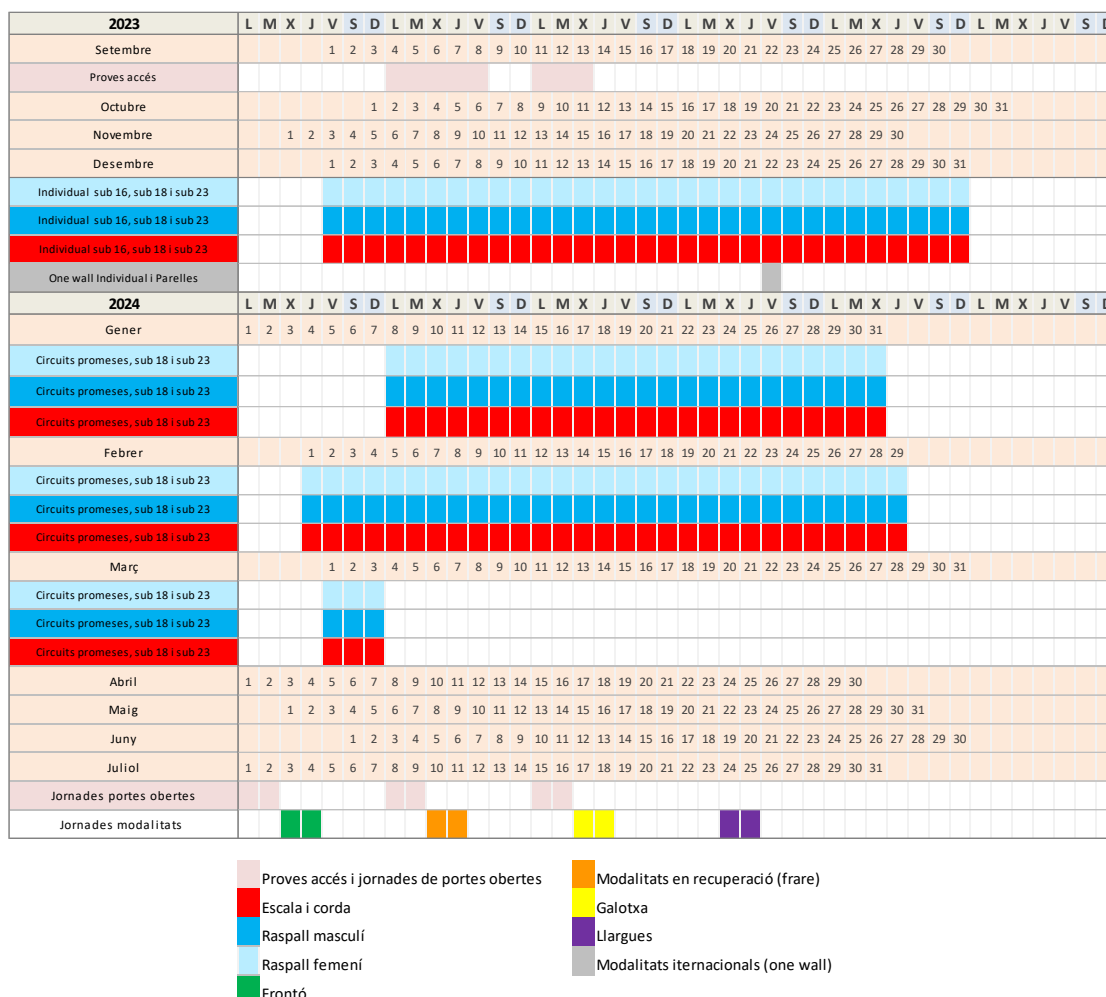 2023 L M X J V S D L M X J V S D L M X J V S D L M X J V S D L M X J V S D L M X J V S D
Setembre 1 2 3 4 5 6 7 8 9 10 11 12 13 14 15 16 17 18 19 20 21 22 23 24 25 26 27 28 29 30
Proves accés
Octubre 1 2 3 4 5 6 7 8 9 10 11 12 13 14 15 16 17 18 19 20 21 22 23 24 25 26 27 28 29 30 31
Novembre 1 2 3 4 5 6 7 8 9 10 11 12 13 14 15 16 17 18 19 20 21 22 23 24 25 26 27 28 29 30
Desembre 1 2 3 4 5 6 7 8 9 10 11 12 13 14 15 16 17 18 19 20 21 22 23 24 25 26 27 28 29 30 31
Individual sub 16, sub 18 i sub 23
Individual sub 16, sub 18 i sub 23
Individual sub 16, sub 18 i sub 23
One wall Individual i Parelles
2024 L M X J V S D L M X J V S D L M X J V S D L M X J V S D L M X J V S D L M X J V S D
Gener 1 2 3 4 5 6 7 8 9 10 11 12 13 14 15 16 17 18 19 20 21 22 23 24 25 26 27 28 29 30 31
Circuits promeses, sub 18 i sub 23
Circuits promeses, sub 18 i sub 23
Circuits promeses, sub 18 i sub 23
Febrer 1 2 3 4 5 6 7 8 9 10 11 12 13 14 15 16 17 18 19 20 21 22 23 24 25 26 27 28 29
Circuits promeses, sub 18 i sub 23
Circuits promeses, sub 18 i sub 23
Circuits promeses, sub 18 i sub 23
Març 1 2 3 4 5 6 7 8 9 10 11 12 13 14 15 16 17 18 19 20 21 22 23 24 25 26 27 28 29 30 31
Circuits promeses, sub 18 i sub 23
Circuits promeses, sub 18 i sub 23
Circuits promeses, sub 18 i sub 23
Abril 1 2 3 4 5 6 7 8 9 10 11 12 13 14 15 16 17 18 19 20 21 22 23 24 25 26 27 28 29 30
Maig 1 2 3 4 5 6 7 8 9 10 11 12 13 14 15 16 17 18 19 20 21 22 23 24 25 26 27 28 29 30 31
Juny 1 2 3 4 5 6 7 8 9 10 11 12 13 14 15 16 17 18 19 20 21 22 23 24 25 26 27 28 29 30
Juliol 1 2 3 4 5 6 7 8 9 10 11 12 13 14 15 16 17 18 19 20 21 22 23 24 25 26 27 28 29 30 31
Jornades portes obertes
Jornades modalitats
Proves accés i jornades de portes obertes
Escala i corda
Raspall masculí
Raspall femení
Frontó
Modalitats en recuperació (frare)
Galotxa
Llargues
Modalitats iternacionals (one wall)